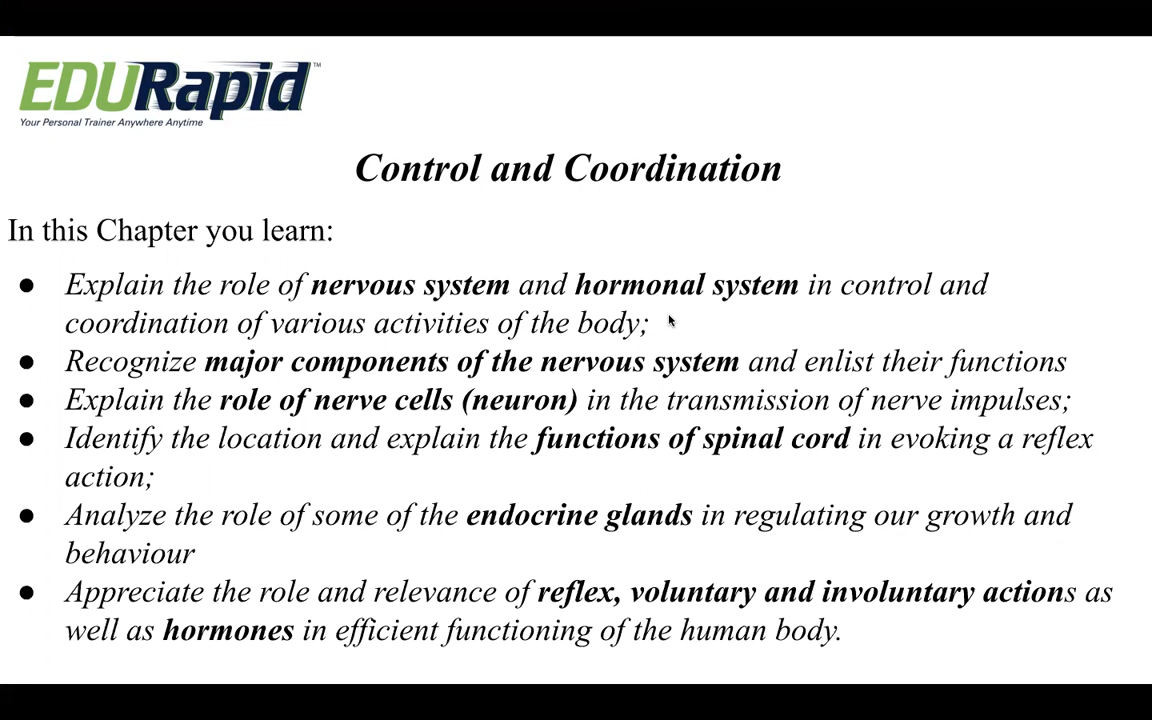 EDURapid™
Your Personal Trainer Anywhere Anytime
Control and Coordination
In this Chapter you learn:
● Explain the role of nervous system and hormonal system in control and
coordination of various activities of the body;
● Recognize major components of the nervous system and enlist their functions
● Explain the role of nerve cells (neuron) in the transmission of nerve impulses;
● Identify the location and explain the functions of spinal cord in evoking a reflex
action;
● Analyze the role of some of the endocrine glands in regulating our growth and
behaviour
● Appreciate the role and relevance of reflex, voluntary and involuntary actions as
well as hormones in efficient functioning of the human body.